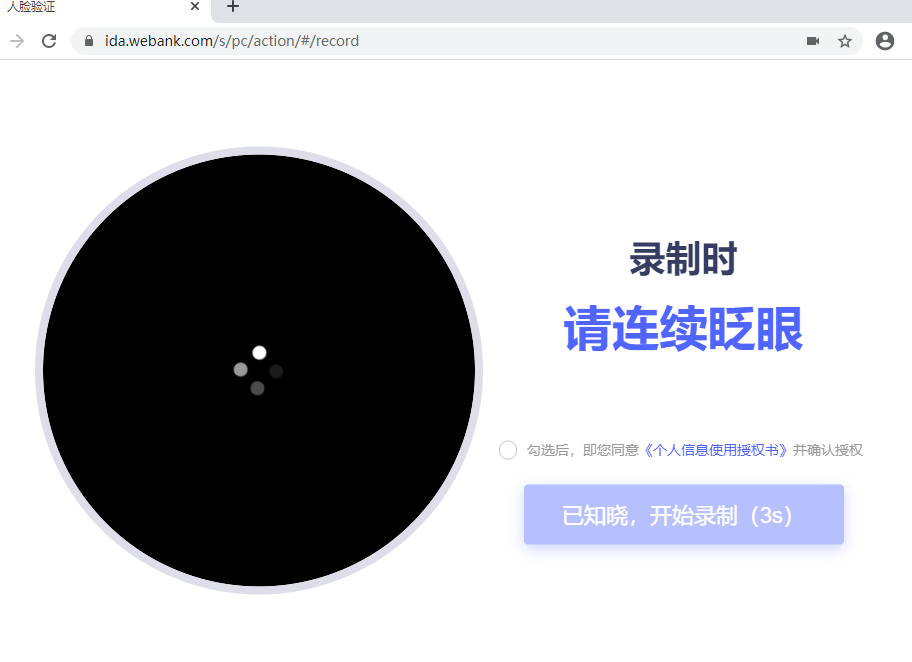 人脸验证
ida.webank.com/s/pc/action/#/record
录制时
请连续眨眼
勾选后，即您同意《个人信息使用授权书》并确认授权
已知晓，开始录制（3s）